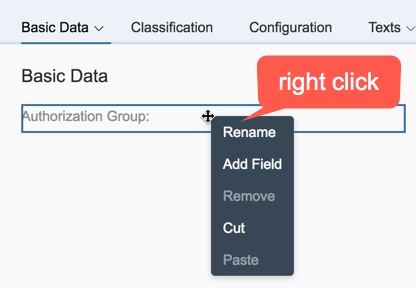 Basic Data Classification Configuration Texts
Basic Data
right click
Authorization Group:
Rename
Add Field
Remove
Cut
Paste